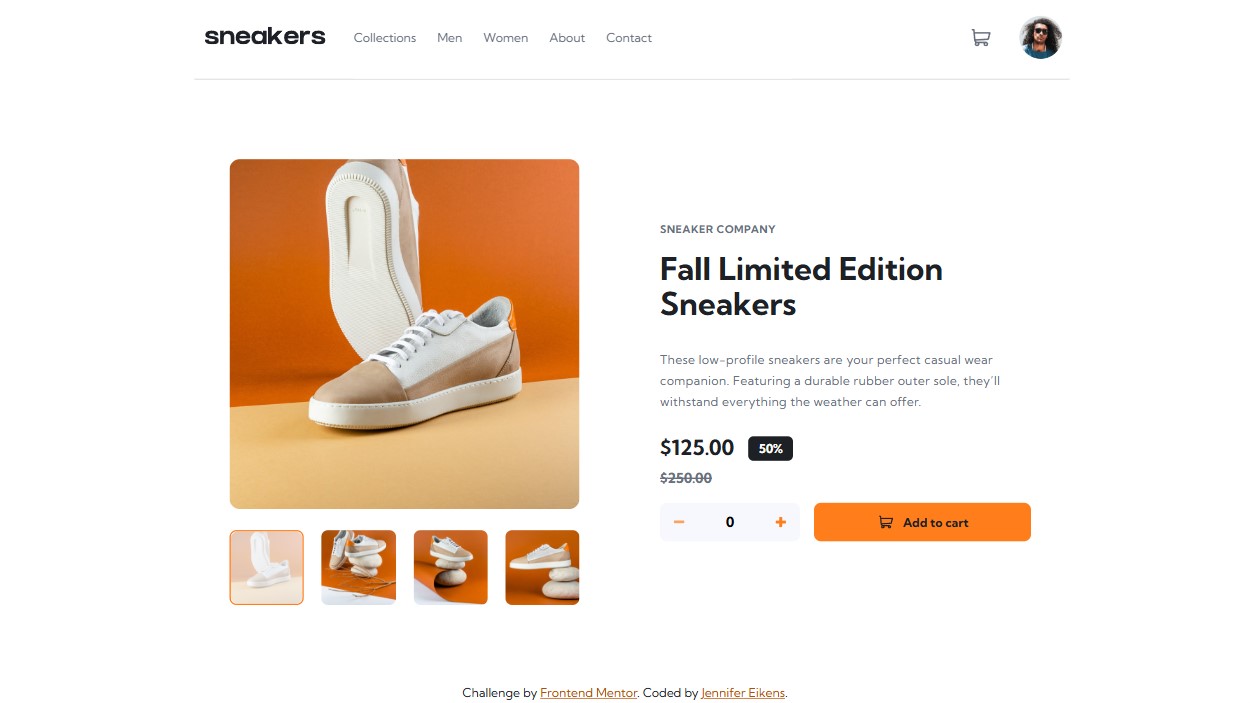 sneakers
Collections Men Women About Contact
SNEAKER COMPANY
Fall Limited Edition
Sneakers
These low-profile sneakers are your perfect casual wear
companion. Featuring a durable rubber outer sole, they'll
withstand everything the weather can offer.
$125.00 50%
$250.00
0
Add to cart
Challenge by Frontend Mentor. Coded by Jennifer Eikens.